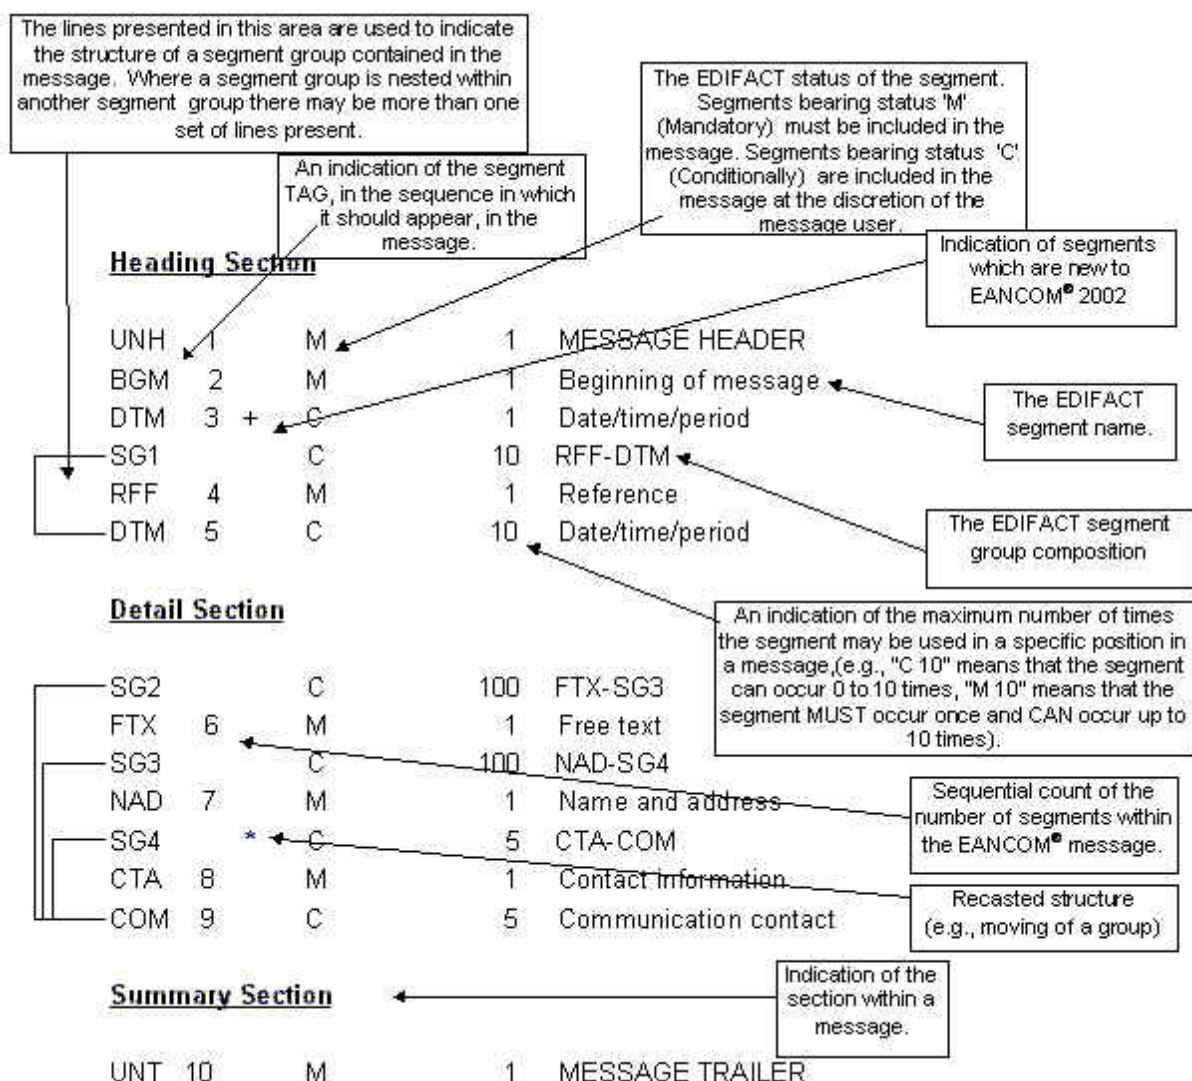 The lines presented in this area are used to indicate
the structure of a segment group contained in the
message. Where a segment group is nested within
another segment group there may be more than one
set of lines present.
The EDIFACT status of the segment.
Segments bearing status 'M'
(Mandatory) must be included in the
message. Segments bearing status 'C'
(Conditionally) are included in the
message at the discretion of the
message user.
An indication of the segment
TAG, in the sequence in which
it should appear, in the
message.
Indication of segments
which are new to
EANCOM® 2002
Heading Section
UNH 1 M 1 MESSAGE HEADER
BGM 2 M 1 Beginning of message
DTM 3 + C 1 Date/time/period
SG1 C 10 RFF-DTM
RFF 4 M 1 Reference
DTM 5 C 10 Date/time/period
The EDIFACT
segment name.
The EDIFACT segment
group composition
An indication of the maximum number of times
the segment may be used in a specific position in
a message,(e.g., "C 10" means that the segment
can occur 0 to 10 times, "M 10" means that the
segment MUST occur once and CAN occur up to
10 times).
Detail Section
SG2 C 100 FTX-SG3
FTX 6 M 1 Free text
SG3 C 100 NAD-SG4
NAD 7 M 1 Name and address
SG4 * C 5 CTA-COM
CTA 8 M 1 Contact information
COM 9 C 5 Communication contact
Sequential count of the
number of segments within
the EANCOM® message.
Recasted structure
(e.g., moving of a group)
Indication of the
section within a
message.
Summary Section
UNT 10 M 1 MESSAGE TRAILER